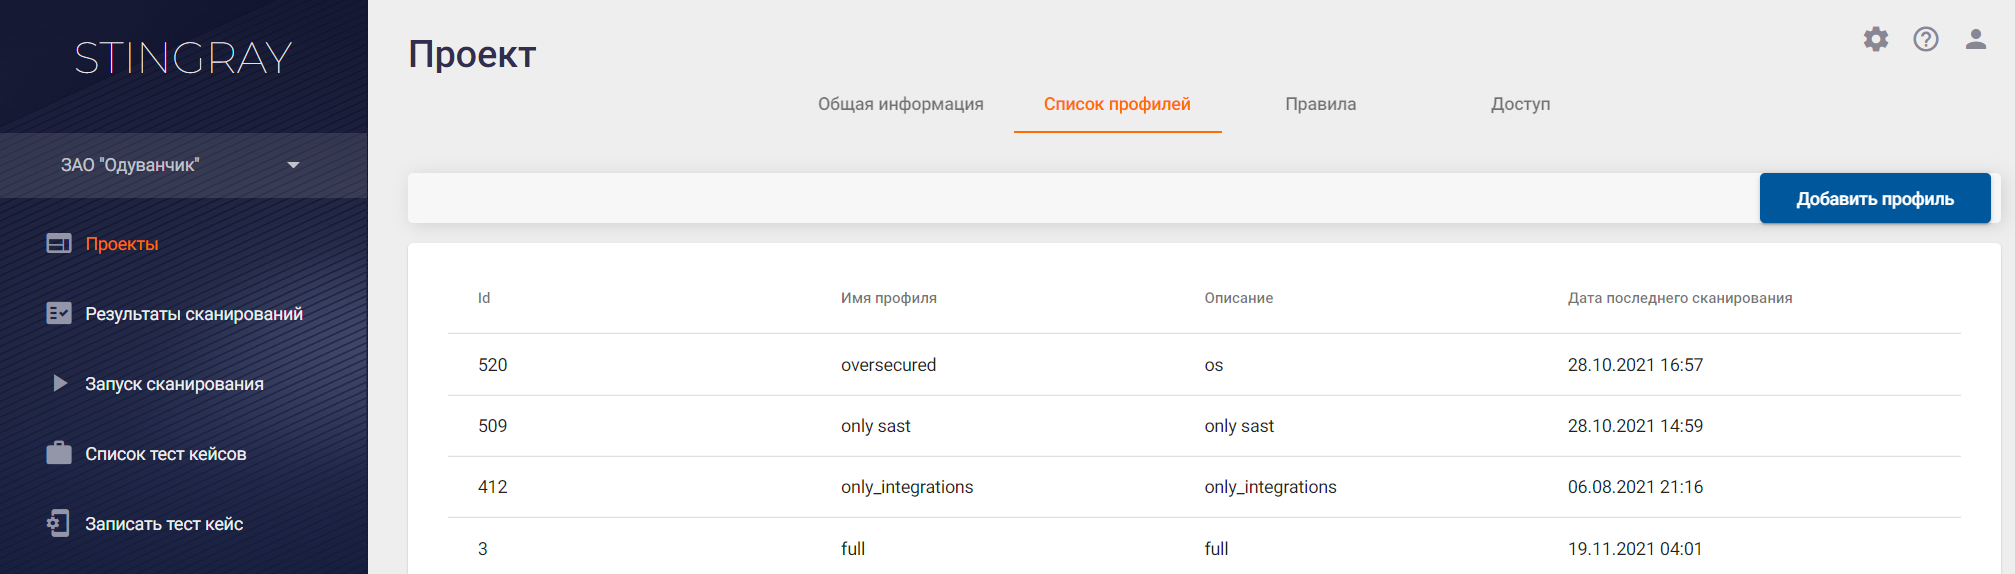 STINGRAY
ЗАО "Одуванчик"
Проекты
Результаты сканирований
Запуск сканирования
Список тест кейсов
Записать тест кейс
Проект
Общая информация Список профилей Правила Доступ
Добавить профиль
Id Имя профиля Описание Дата последнего сканирования
520 oversecured os 28.10.2021 16:57
509 only sast only sast 28.10.2021 14:59
412 only_integrations only_integrations 06.08.2021 21:16
3 full full 19.11.2021 04:01